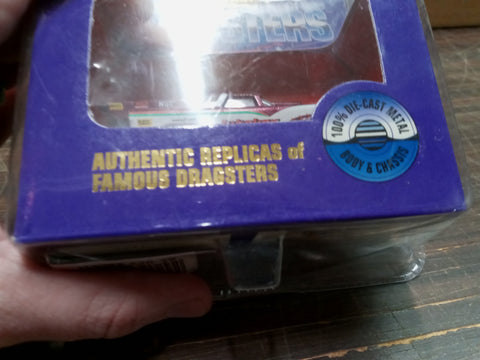 AUTHENTIC REPLICAS of
FAMOUS DRAGSTERS
100% DIE-CAST METAL
BODY & CHASSIS